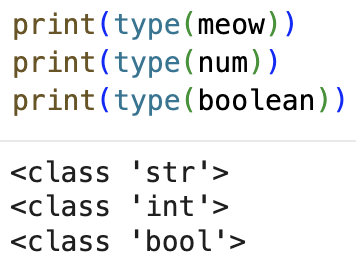 print(type(meow))
print(type(num))
print(type(boolean))
<class 'str'>
<class 'int'>
<class 'bool'>